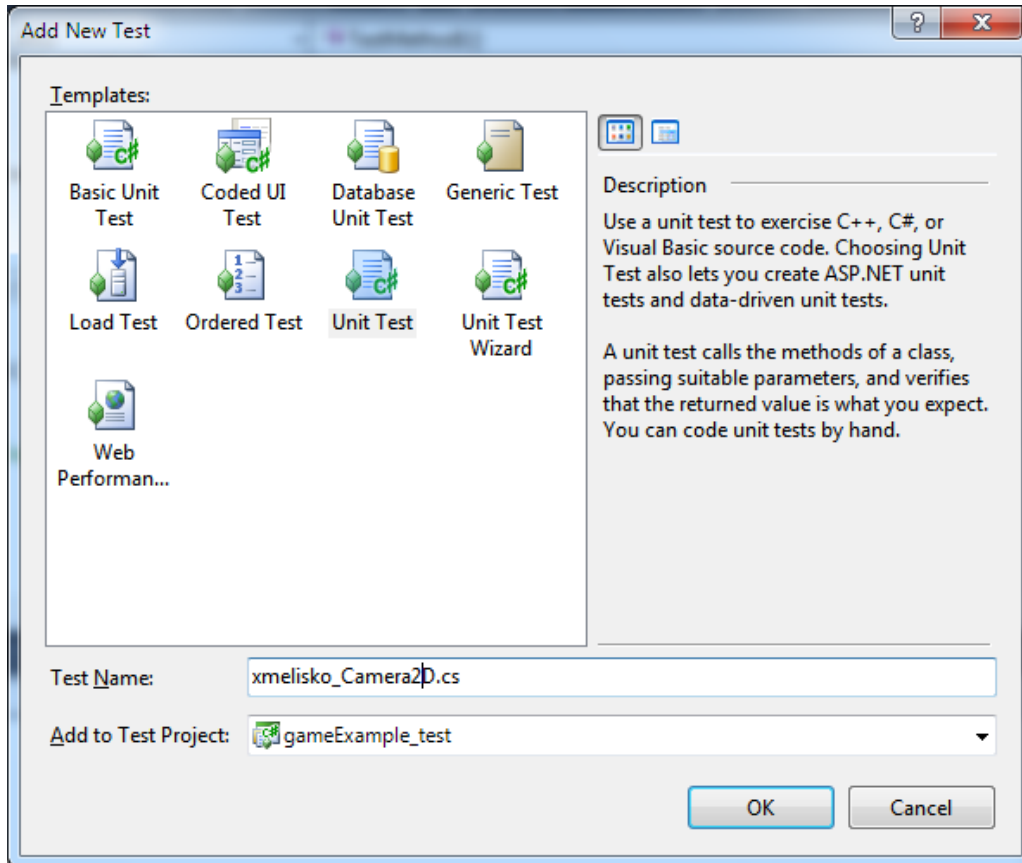 Add New Test
Templates:
Basic Unit
Test
Coded UI
Test
Database
Unit Test
Generic Test
Load Test
Ordered Test
Unit Test
Unit Test
Wizard
Web
Performan...
Description
Use a unit test to exercise C++, C#, or
Visual Basic source code. Choosing Unit
Test also lets you create ASP.NET unit
tests and data-driven unit tests.
A unit test calls the methods of a class,
passing suitable parameters, and verifies
that the returned value is what you expect.
You can code unit tests by hand.
Test Name:
xmelisko_Camera2D.cs
Add to Test Project:
gameExample_test
OK
Cancel